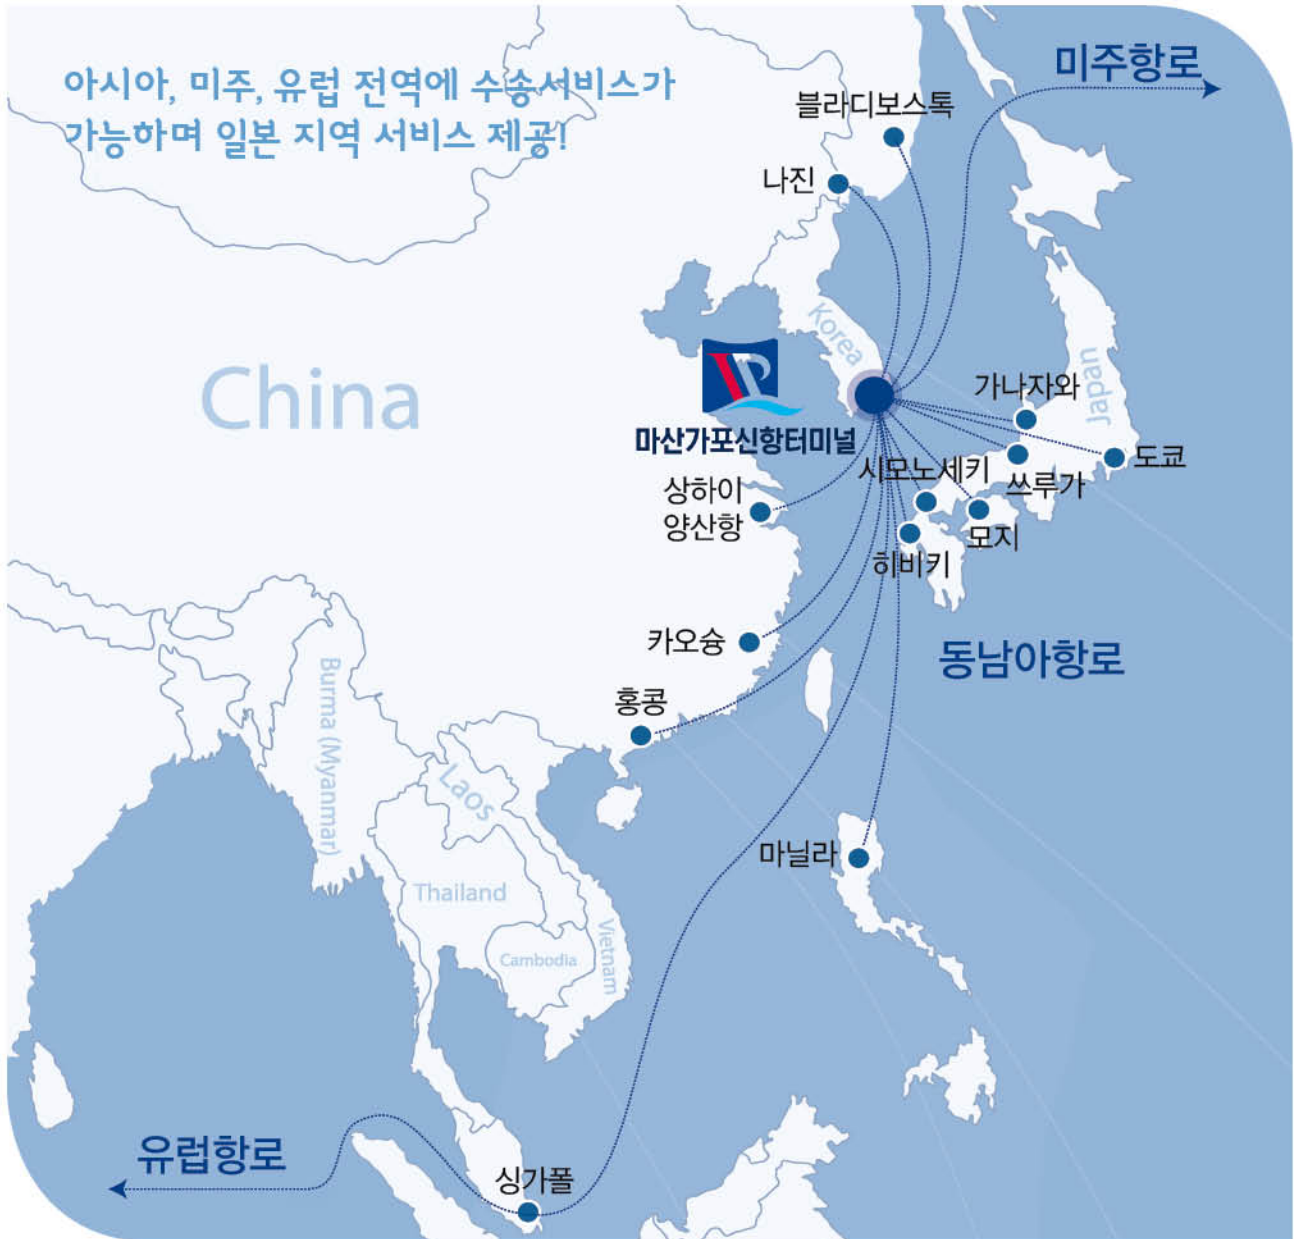 아시아, 미주, 유럽 전역에 수송서비스가
가능하며 일본 지역 서비스 제공!
미주항로
블라디보스톡
나진
Korea
China
마산가포신항터미널
Japan
가나자와
도쿄
시모노세키
쓰루가
상하이
양산항
모지
히비키
카오슝
동남아항로
홍콩
Burma (Myanmar)
Laos
마닐라
Thailand
Vietnam
Cambodia
유럽항로
싱가폴